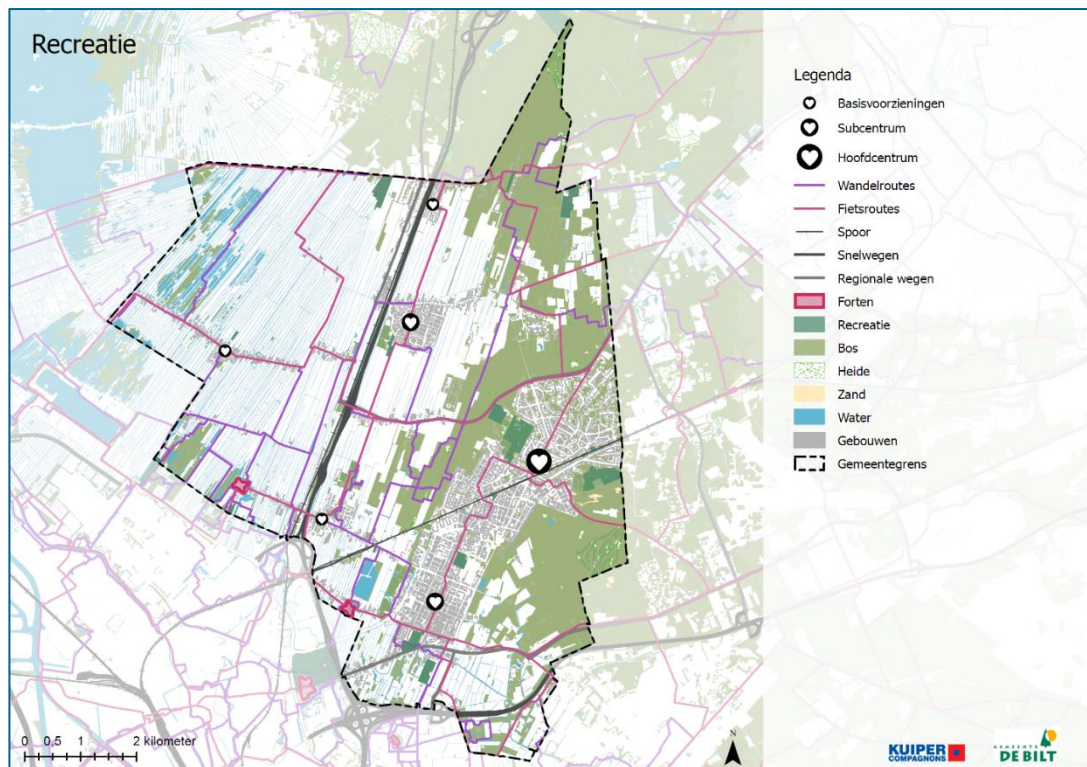 Recreatie
Legenda
Basisvoorzieningen
Subcentrum
Hoofdcentrum
Wandelroutes
Fietsroutes
Spoor
Snelwegen
Regionale wegen
Forten
Recreatie
Bos
Heide
Zand
Water
Gebouwen
Gemeentegrens
0 0,5 1 2 kilometer
KUIPER
COMPAGNONS
GEMEENTE
DE BILT